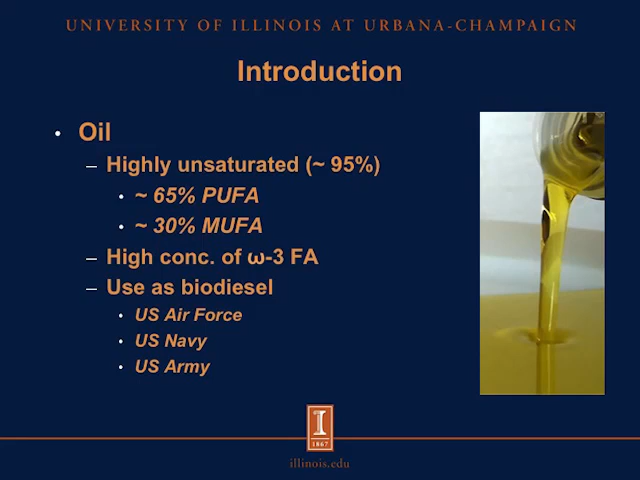 UNIVERSITY OF ILLINOIS AT URBANA-CHAMPAIGN
Introduction
• Oil
– Highly unsaturated (~ 95%)
• ~ 65% PUFA
• ~ 30% MUFA
– High conc. of ω-3 FA
– Use as biodiesel
• US Air Force
• US Navy
• US Army
I
1867
illinois.edu